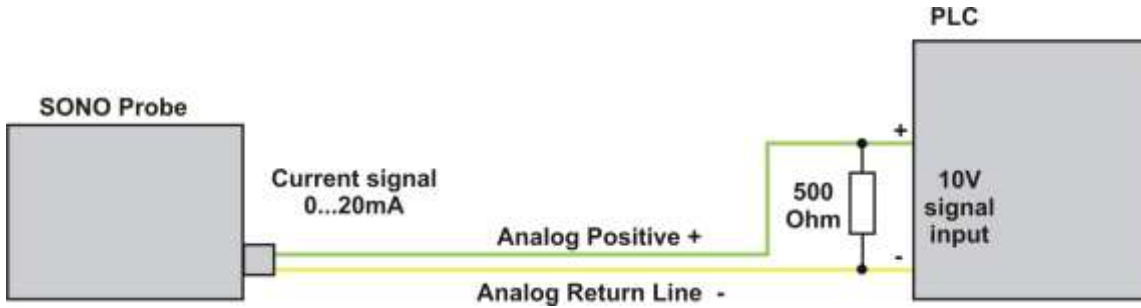 PLC
SONO Probe
Current signal
0...20mA
+
500
Ohm
10V
signal
input
Analog Positive +
-
Analog Return Line -